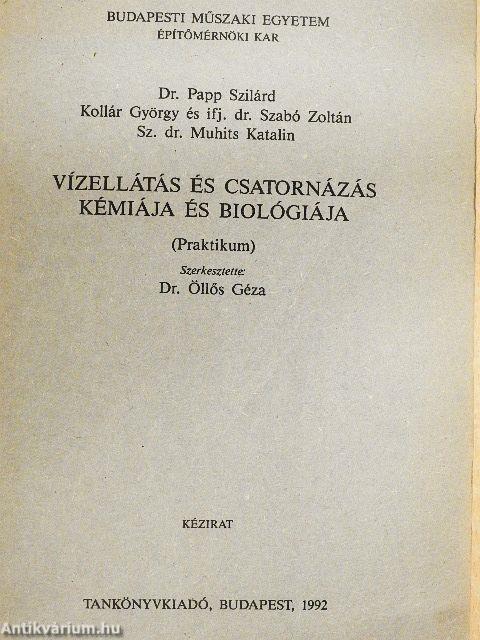 BUDAPESTI MŰSZAKI EGYETEM
ÉPÍTŐMÉRNÖKI KAR
Dr. Papp Szilárd
Kollár György és ifj. dr. Szabó Zoltán
Sz. dr. Muhits Katalin
VÍZELLÁTÁS ÉS CSATORNÁZÁS
KÉMIÁJA ÉS BIOLÓGIÁJA
(Praktikum)
Szerkesztette:
Dr. Öllős Géza
KÉZIRAT
TANKÖNYVKIADÓ, BUDAPEST, 1992
Antikvárium.hu